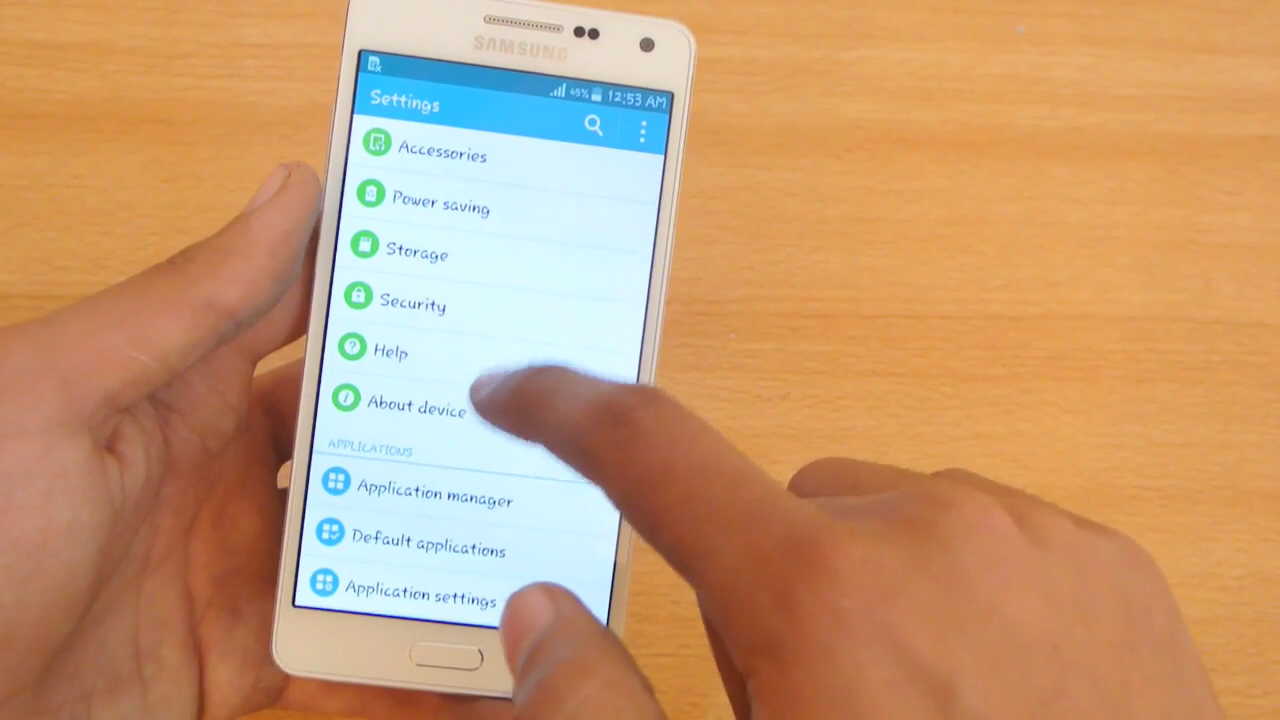 SAMSUNG
45% 12:53 AM
Settings
Accessories
Power saving
Storage
Security
Help
About device
APPLICATIONS
Application manager
Default applications
Application settings